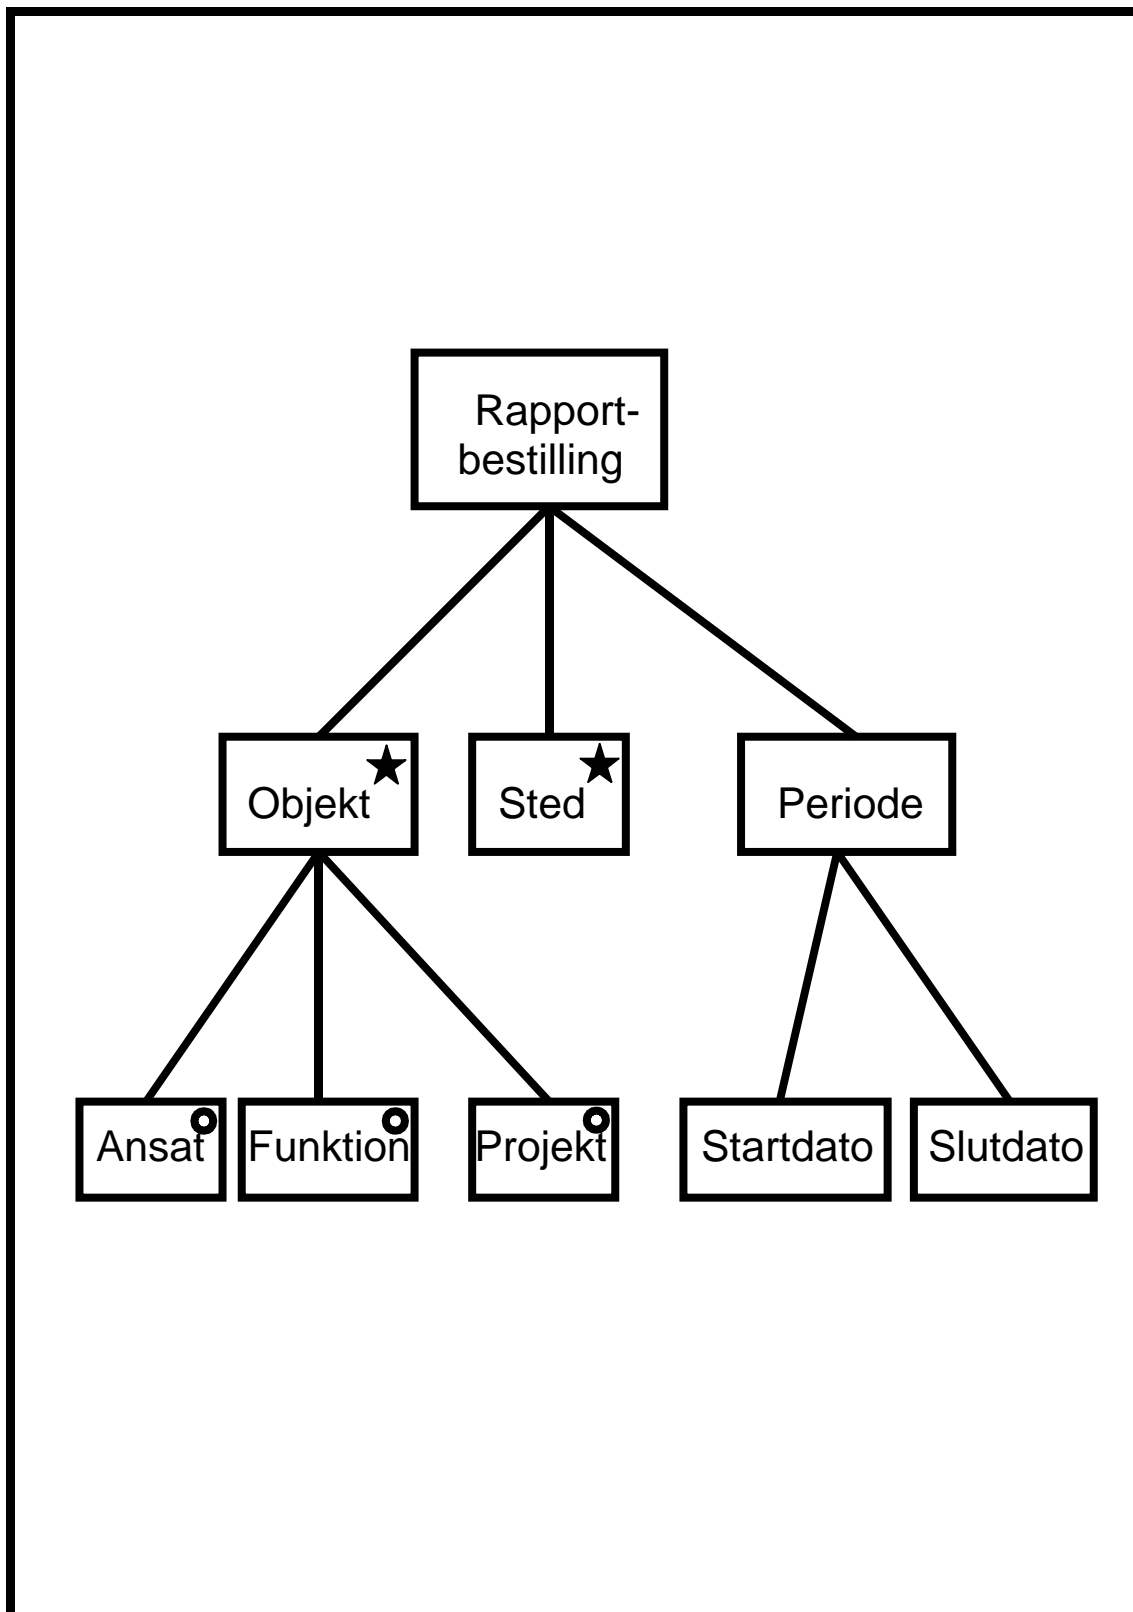 Rapport-
bestilling
Objekt
Sted
Periode
Ansat
Funktion
Projekt
Startdato
Slutdato